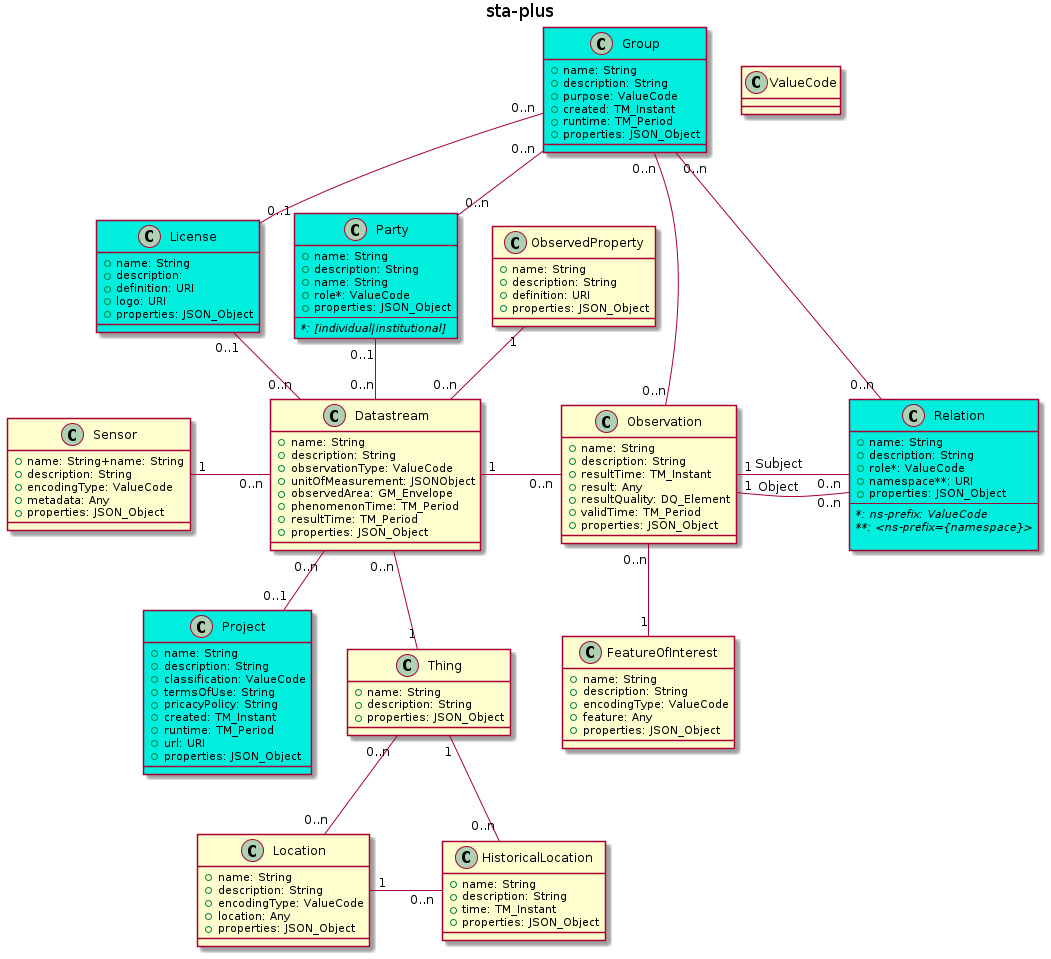 sta-plus
Group
name: String
description: String
purpose: ValueCode
created: TM_Instant
runtime: TM_Period
properties: JSON_Object
ValueCode
0..n
0..n
0..n
0..n
0..1
0..n
License
name: String
description:
definition: URI
logo: URI
properties: JSON_Object
Party
name: String
description: String
name: String
role*: ValueCode
properties: JSON_Object
*: [individual|institutional]
ObservedProperty
name: String
description: String
definition: URI
properties: JSON_Object
0..1
0..1
1
0..n
0..n
0..n
0..n
0..n
Sensor
name: String+name: String
description: String
encodingType: ValueCode
metadata: Any
properties: JSON_Object
1
0..n
Datastream
name: String
description: String
observationType: ValueCode
unitOfMeasurement: JSONObject
observedArea: GM_Envelope
phenomenonTime: TM_Period
resultTime: TM_Period
properties: JSON_Object
1
0..n
Observation
name: String
description: String
resultTime: TM_Instant
result: Any
resultQuality: DQ_Element
validTime: TM_Period
properties: JSON_Object
1 Subject
0..n
1 Object
0..n
Relation
name: String
description: String
role*: ValueCode
namespace**: URI
properties: JSON_Object
*: ns-prefix: ValueCode
**: <ns-prefix={namespace}>
0..n
0..n
0..n
0..1
1
1
Project
name: String
description: String
classification: ValueCode
termsOfUse: String
pricacyPolicy: String
created: TM_Instant
runtime: TM_Period
url: URI
properties: JSON_Object
Thing
name: String
description: String
properties: JSON_Object
FeatureOfInterest
name: String
description: String
encodingType: ValueCode
feature: Any
properties: JSON_Object
0..n
1
0..n
0..n
Location
name: String
description: String
encodingType: ValueCode
location: Any
properties: JSON_Object
1
0..n
HistoricalLocation
name: String
description: String
time: TM_Instant
properties: JSON_Object